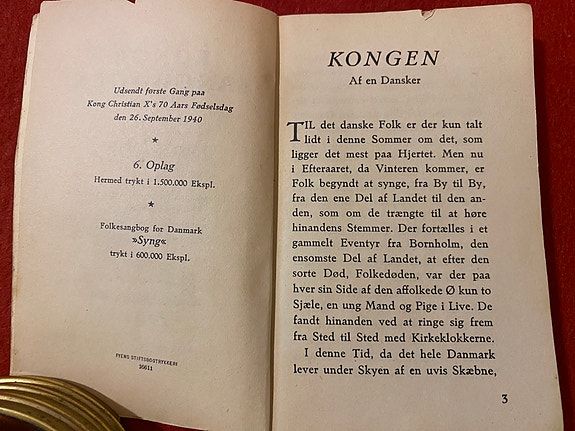 Udsendt første Gang paa
Kong Christian X's 70 Aars Fødselsdag
den 26. September 1940
★
6. Oplag
Hermed trykt i 1.500.000 Ekspl.
★
Folkesangbog for Danmark
»Syng«
trykt i 600.000 Ekspl.
FYENS STIFTSBOGTRYKKERI
16611
KONGEN
Af en Dansker
TIL det danske Folk er der kun talt
lidt i denne Sommer om det, som
ligger det mest paa Hjertet. Men nu
i Efteraaret, da Vinteren kommer, er
Folk begyndt at synge, fra By til By,
fra den ene Del af Landet til den an-
den, som om de trængte til at høre
hinandens Stemmer. Der fortælles i et
gammelt Eventyr fra Bornholm, den
ensomste Del af Landet, at efter den
sorte Død, Folkedøden, var der paa
hver sin Side af den affolkede Ø kun to
Sjæle, en ung Mand og Pige i Live. De
fandt hinanden ved at ringe sig frem
fra Sted til Sted med Kirkeklokkerne.
I denne Tid, da det hele Danmark
lever under Skyen af en uvis Skæbne,
3